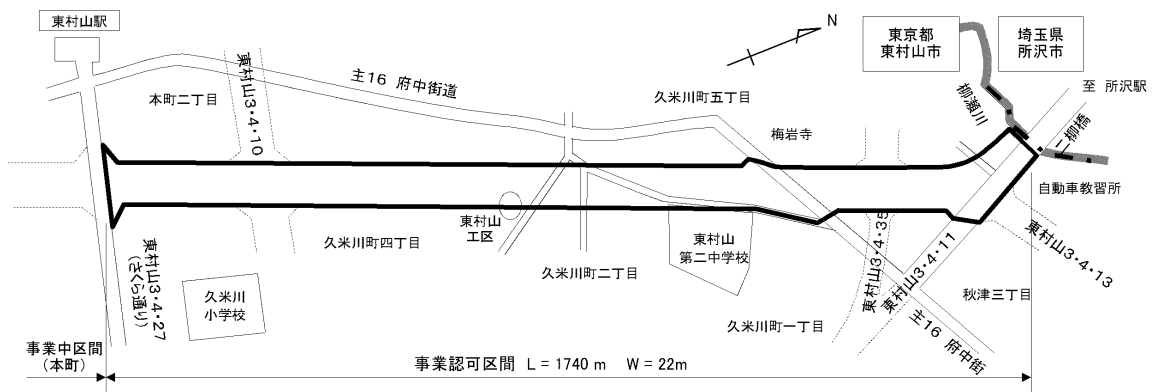 東村山駅
N
東京都
東村山市
埼玉県
所沢市
主16 府中街道
本町二丁目
東村山3・4・10
久米川町五丁目
梅岩寺
柳瀬川
至 所沢駅
二柳橋
自動車教習所
東村山3・4・27
(さくら通り)
久米川町四丁目
久米川
小学校
東村山
工区
久米川町二丁目
東村山
第二中学校
久米川町一丁目
東村山3・4・35
東村山3・4・11
東村山3・4・13
秋津三丁目
主16 府中街
事業中区間
(本町)
事業認可区間 L = 1740 m W = 22m